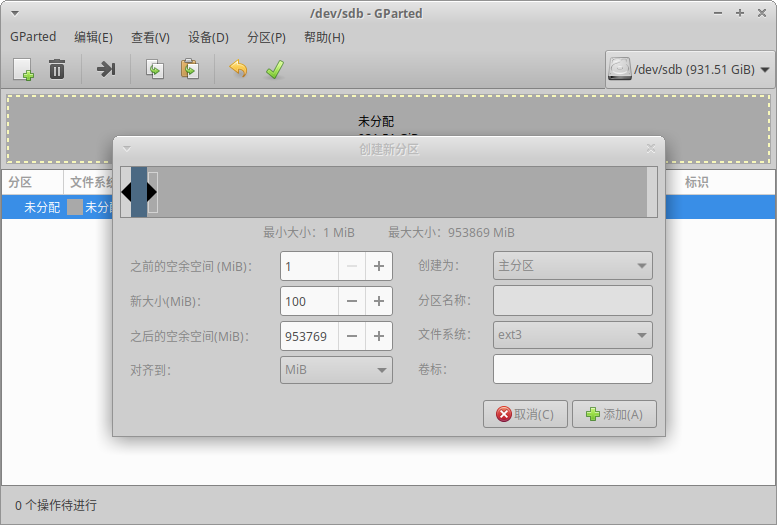 /dev/sdb - GParted
GParted 编辑(E) 查看(V) 设备(D) 分区(P) 帮助(H)
/dev/sdb (931.51 GiB)
未分配
分区 文件系统 标识
未分配 未分配
创建新分区
最小大小：1 MiB 最大大小：953869 MiB
之前的空余空间 (MiB)： 1 创建为： 主分区
新大小(MiB)： 100 分区名称：
之后的空余空间(MiB)： 953769 文件系统： ext3
对齐到： MiB 卷标：
取消(C) 添加(A)
0 个操作待进行